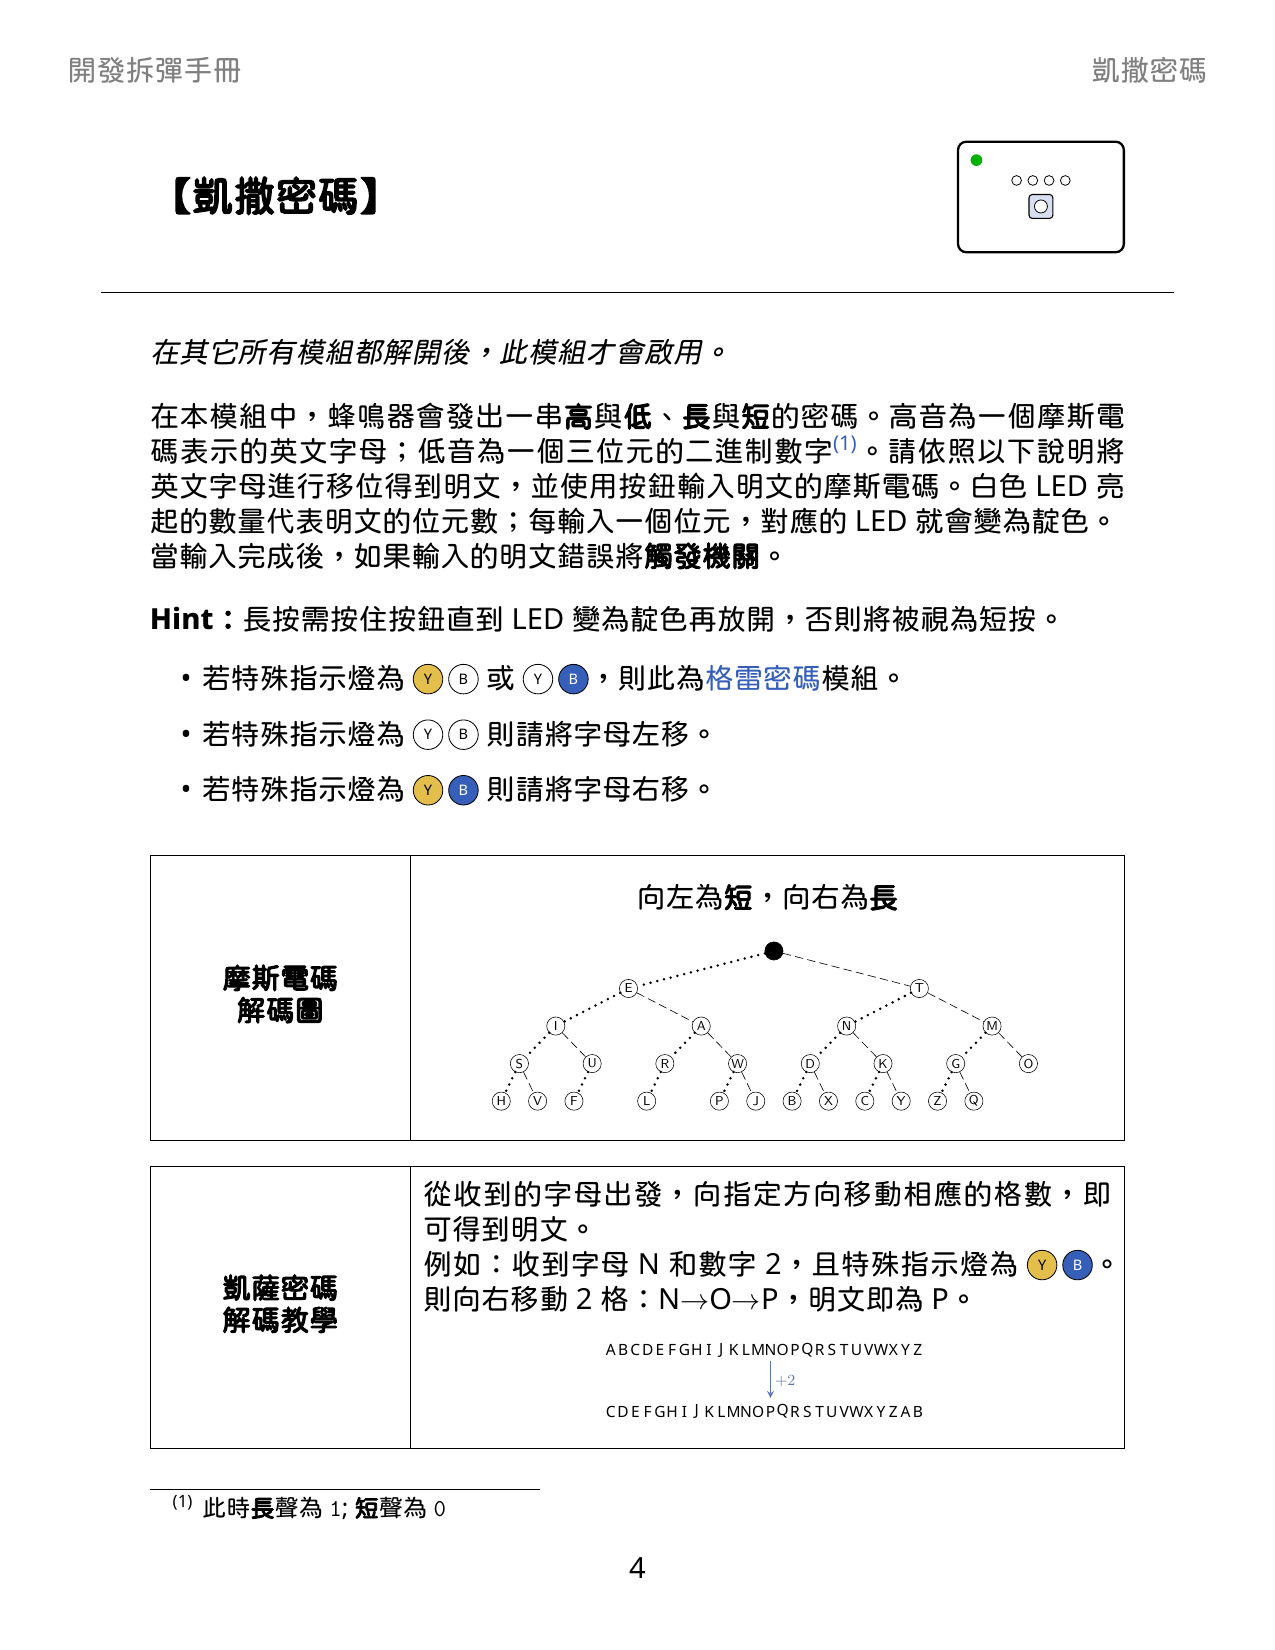 開發拆彈手冊
凱撒密碼
【凱撒密碼】
在其它所有模組都解開後，此模組才會啟用。
在本模組中，蜂鳴器會發出一串高與低、長與短的密碼。高音為一個摩斯電
碼表示的英文字母；低音為一個三位元的二進制數字(1)。請依照以下說明將
英文字母進行移位得到明文，並使用按鈕輸入明文的摩斯電碼。白色 LED 亮
起的數量代表明文的位元數；每輸入一個位元，對應的 LED 就會變為靛色。
當輸入完成後，如果輸入的明文錯誤將觸發機關。
Hint：長按需按住按鈕直到 LED 變為靛色再放開，否則將被視為短按。
• 若特殊指示燈為 Y B 或 Y B，則此為格雷密碼模組。
• 若特殊指示燈為 Y B 則請將字母左移。
• 若特殊指示燈為 Y B 則請將字母右移。
摩斯電碼
解碼圖
向左為短，向右為長
E T
I A N M
S U R W D K G O
H V F L P J B X C Y Z Q
凱薩密碼
解碼教學
從收到的字母出發，向指定方向移動相應的格數，即
可得到明文。
例如：收到字母 N 和數字 2，且特殊指示燈為 Y B。
則向右移動 2 格：N→O→P，明文即為 P。
ABCDEFGHIJKLMNOPQRSTUVWXYZ
+2
CDEFGHIJKLMNOPQRSTUVWXYZAB
(1) 此時長聲為 1; 短聲為 0
4